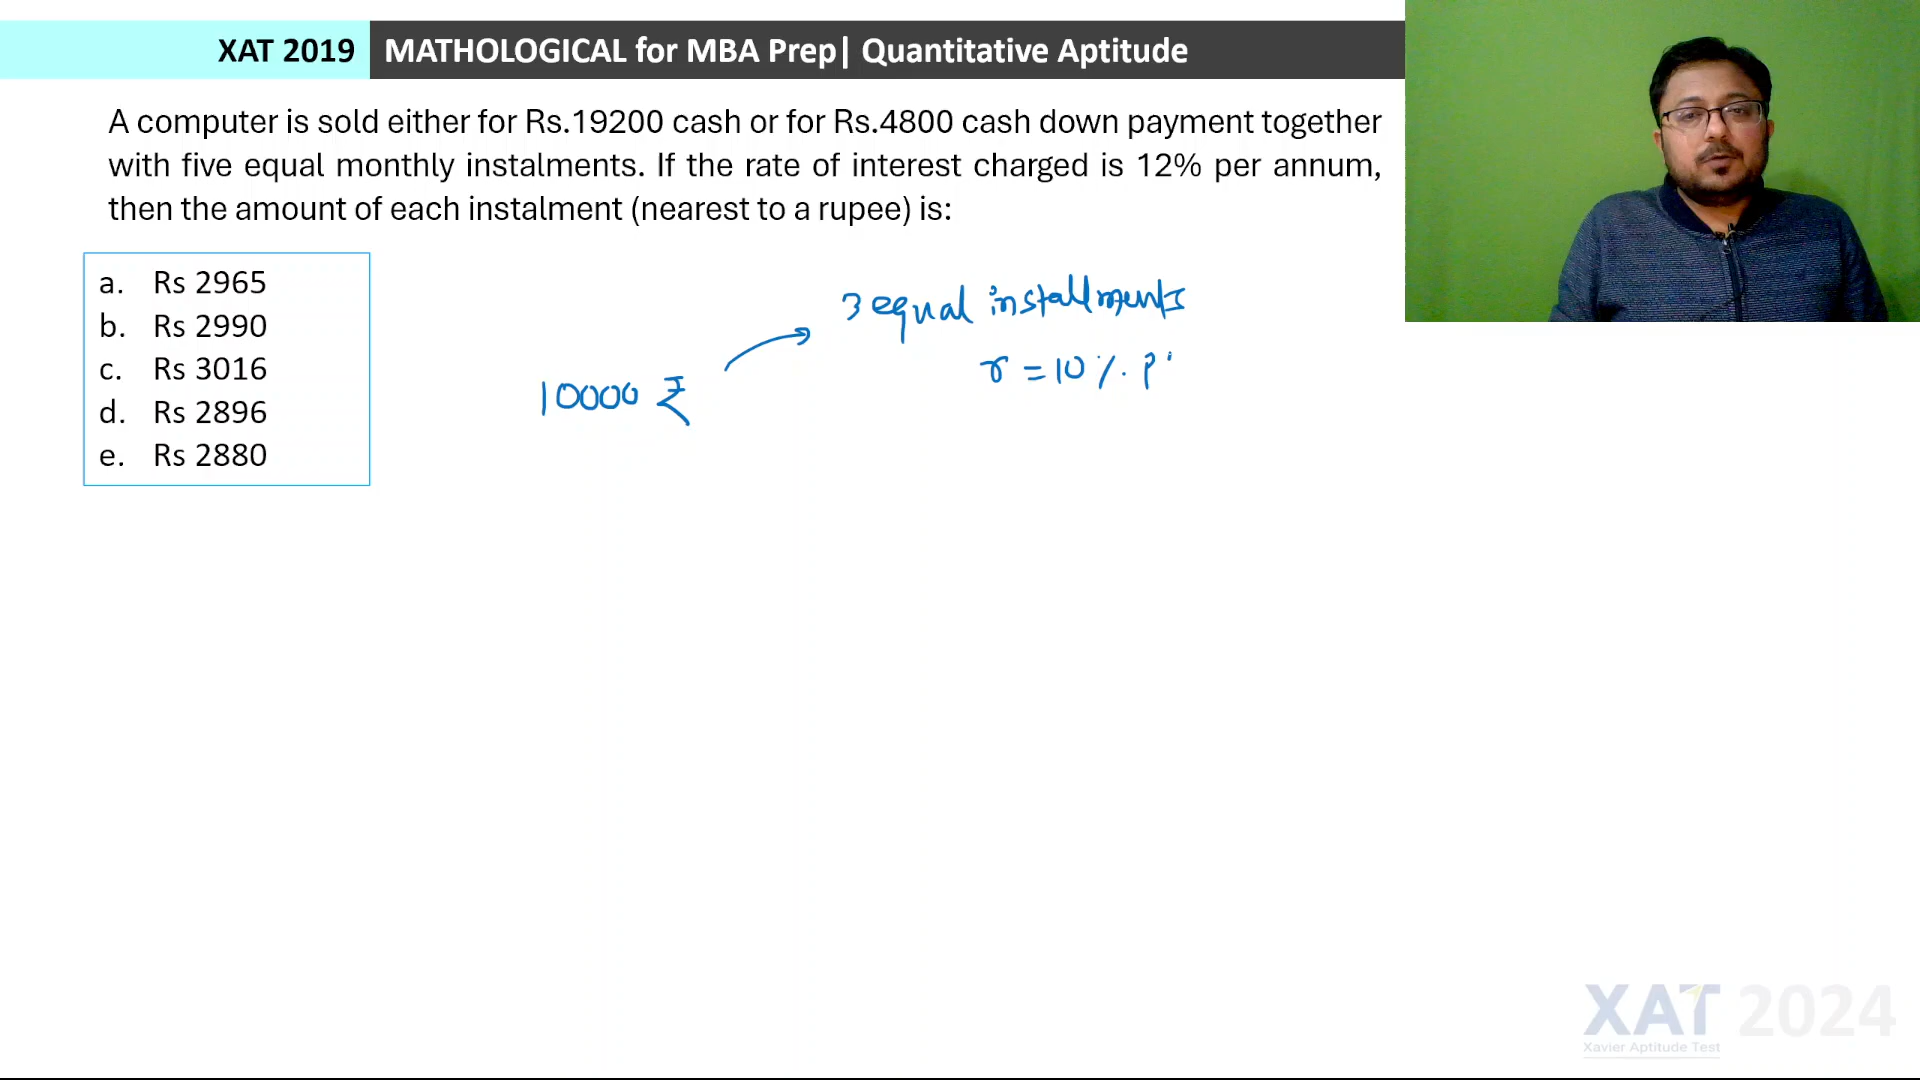 XAT 2019 MATHOLOGICAL for MBA Prep| Quantitative Aptitude
A computer is sold either for Rs.19200 cash or for Rs.4800 cash down payment together
with five equal monthly instalments. If the rate of interest charged is 12% per annum,
then the amount of each instalment (nearest to a rupee) is:
a. Rs 2965
b. Rs 2990
c. Rs 3016
d. Rs 2896
e. Rs 2880
3 equal installments
r = 10 %. p
10000 ₹
XAT 2024
Xavier Aptitude Test